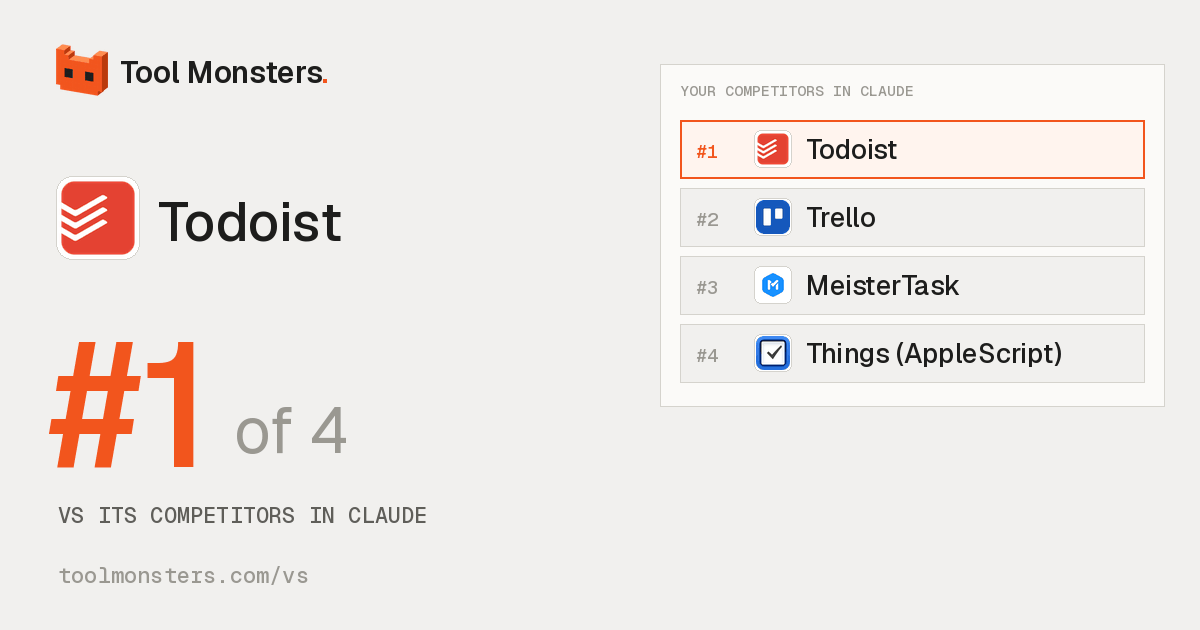 Tool Monsters.
Todoist
#1 of 4
VS ITS COMPETITORS IN CLAUDE
toolmonsters.com/vs
YOUR COMPETITORS IN CLAUDE
#1 Todoist
#2 Trello
#3 MeisterTask
#4 Things (AppleScript)